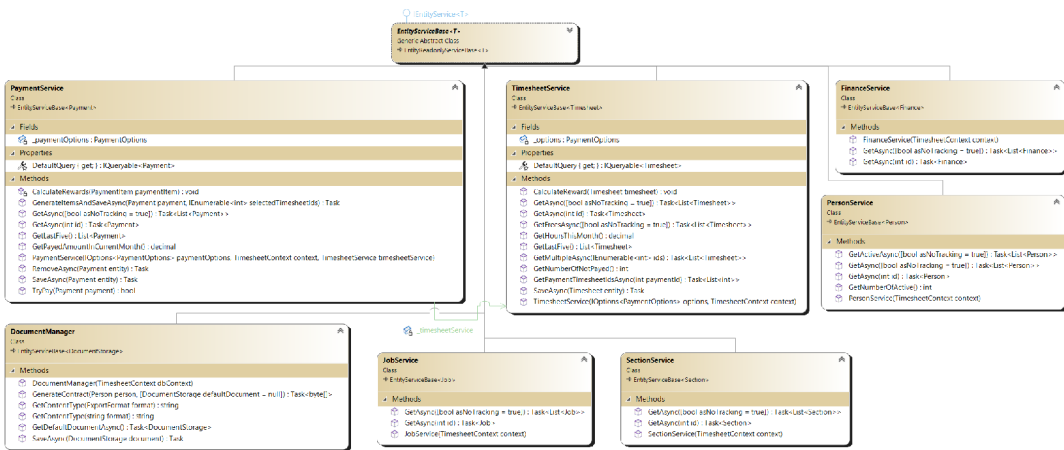 IEntityService<T>
EntityServiceBase<T>
Generic Abstract Class
EntityReadonlyServiceBase<T>
PaymentService
Class
EntityServiceBase<Payment>
Fields
_paymentOptions : PaymentOptions
Properties
DefaultQuery { get; } : IQueryable<Payment>
Methods
CalculateRewards(PaymentItem paymentItem) : void
GenerateItemsAndSaveAsync(Payment payment, IEnumerable<int> selectedTimesheetIds) : Task
GetAsync([bool asNoTracking = true]) : Task<List<Payment>>
GetAsync(int id) : Task<Payment>
GetLastFive() : List<Payment>
GetPayedAmountInCurrentMonth() : decimal
PaymentService(IOptions<PaymentOptions> paymentOptions, TimesheetContext context, TimesheetService timesheetService)
RemoveAsync(Payment entity) : Task
SaveAsync(Payment entity) : Task
TryPay(Payment payment) : bool
TimesheetService
Class
EntityServiceBase<Timesheet>
Fields
_options : PaymentOptions
Properties
DefaultQuery { get; } : IQueryable<Timesheet>
Methods
CalculateReward(Timesheet timesheet) : void
GetAsync([bool asNoTracking = true]) : Task<List<Timesheet>>
GetAsync(int id) : Task<Timesheet>
GetFreesAsync([bool asNoTracking = true]) : Task<List<Timesheet>>
GetHoursThisMonth() : decimal
GetLastFive() : List<Timesheet>
GetMultipleAsync(IEnumerable<int> ids) : Task<List<Timesheet>>
GetNumberOfNotPayed() : int
GetPaymentTimesheetIdsAsync(int paymentId) : Task<List<int>>
SaveAsync(Timesheet entity) : Task
TimesheetService(IOptions<PaymentOptions> options, TimesheetContext context)
FinanceService
Class
EntityServiceBase<Finance>
Methods
FinanceService(TimesheetContext context)
GetAsync([bool asNoTracking = true]) : Task<List<Finance>>
GetAsync(int id) : Task<Finance>
PersonService
Class
EntityServiceBase<Person>
Methods
GetActiveAsync([bool asNoTracking = true]) : Task<List<Person>>
GetAsync([bool asNoTracking = true]) : Task<List<Person>>
GetAsync(int id) : Task<Person>
GetNumberOfActive() : int
PersonService(TimesheetContext context)
_timesheetService
DocumentManager
Class
EntityServiceBase<DocumentStorage>
Methods
DocumentManager(TimesheetContext dbContext)
GenerateContract(Person person, [DocumentStorage defaultDocument = null]) : Task<byte[]>
GetContentType(ExportFormat format) : string
GetContentType(string format) : string
GetDefaultDocumentAsync() : Task<DocumentStorage>
SaveAsync(DocumentStorage document) : Task
JobService
Class
EntityServiceBase<Job>
Methods
GetAsync([bool asNoTracking = true]) : Task<List<Job>>
GetAsync(int id) : Task<Job>
JobService(TimesheetContext context)
SectionService
Class
EntityServiceBase<Section>
Methods
GetAsync([bool asNoTracking = true]) : Task<List<Section>>
GetAsync(int id) : Task<Section>
SectionService(TimesheetContext context)